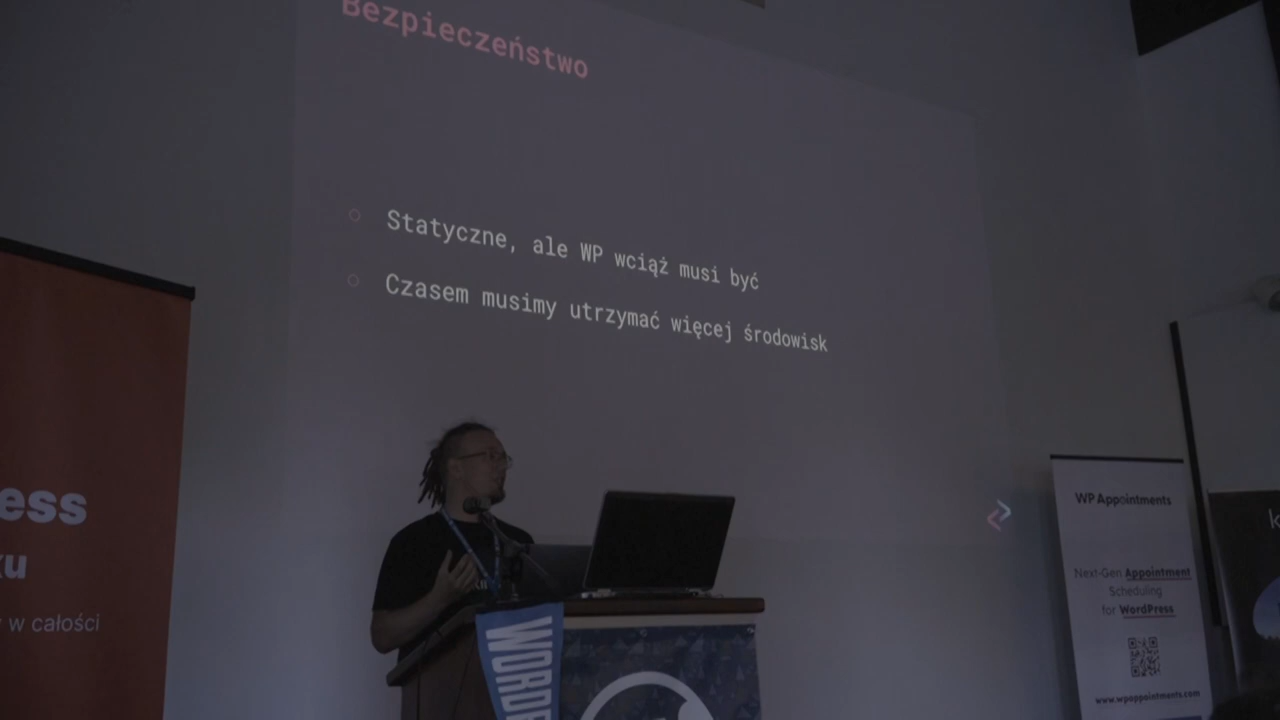 Bezpieczeństwo
Statyczne, ale WP wciąż musi być
Czasem musimy utrzymać więcej środowisk
ess
w całości
WP Appointments
Next-Gen Appointment
Scheduling
for WordPress
www.wpappointments.com